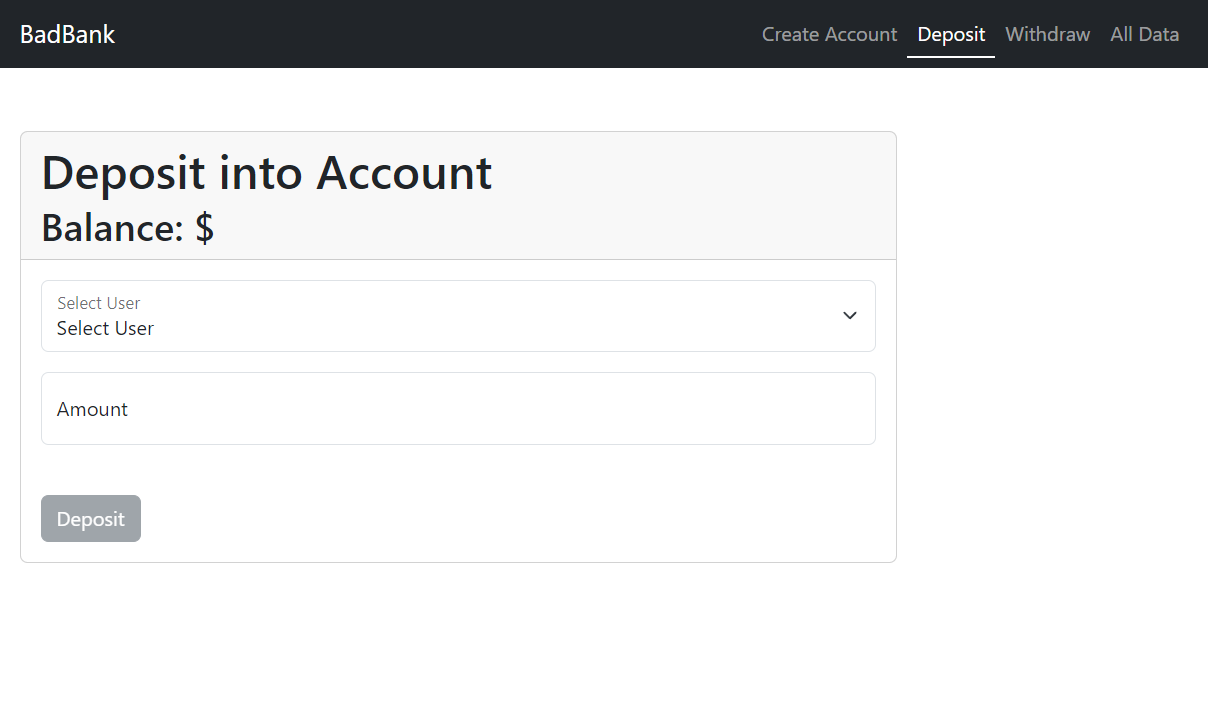 BadBank
Create Account Deposit Withdraw All Data
Deposit into Account
Balance: $
Select User
Select User
Amount
Deposit